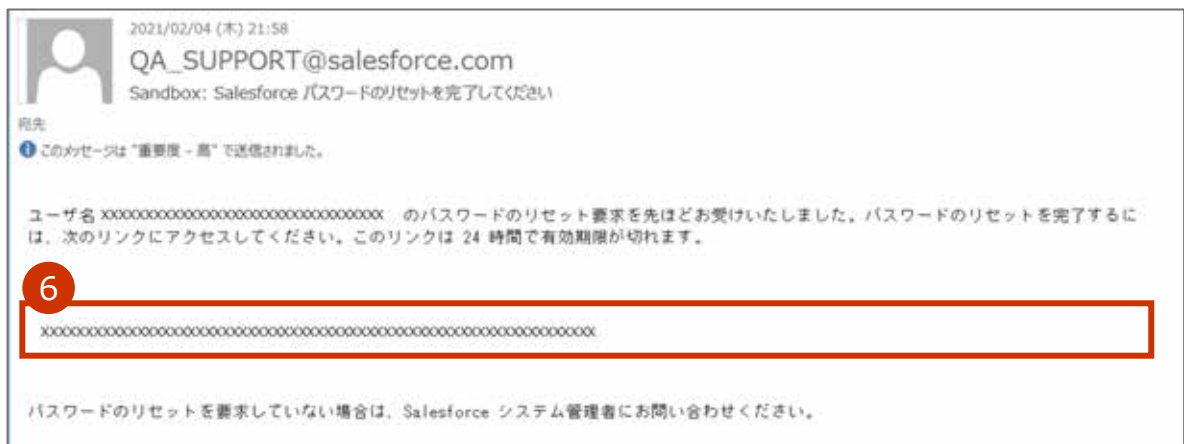 2021/02/04 (木) 21:58
QA_SUPPORT@salesforce.com
Sandbox: Salesforce パスワードのリセットを完了してください
宛先
このメッセージは "重要度 - 高" で送信されました。
ユーザ名 XXXXXXXXXXXXXXXXXXXXXXXXXXXXXXXX のパスワードのリセット要求を先ほどお受けいたしました。パスワードのリセットを完了するに
は、次のリンクにアクセスしてください。このリンクは 24 時間で有効期限が切れます。
6
XXXXXXXXXXXXXXXXXXXXXXXXXXXXXXXXXXXXXXXXXXXXXXXXXXXXXXXXXXXXXXX
パスワードのリセットを要求していない場合は、Salesforce システム管理者にお問い合わせください。